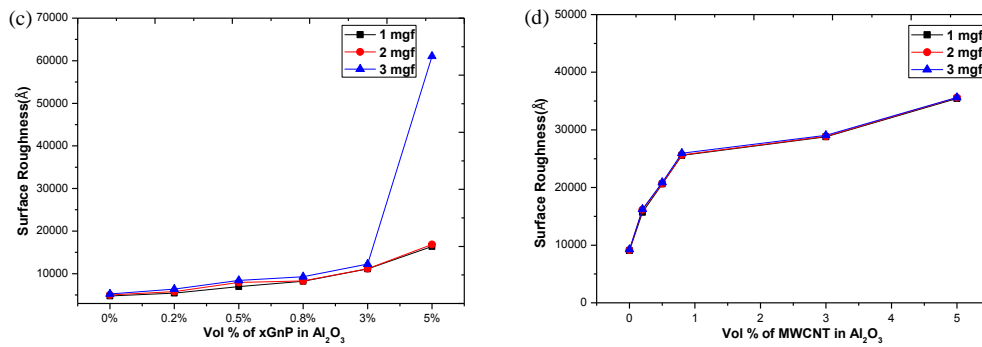 (c)
70000
60000
50000
40000
30000
20000
10000
Surface Roughness(Å)
1 mgf
2 mgf
3 mgf
0% 0.2% 0.5% 0.8% 3% 5%
Vol % of xGnP in Al₂O₃
(d)
50000
40000
30000
20000
10000
0
Surface Roughness(Å)
1 mgf
2 mgf
3 mgf
0 1 2 3 4 5
Vol % of MWCNT in Al₂O₃